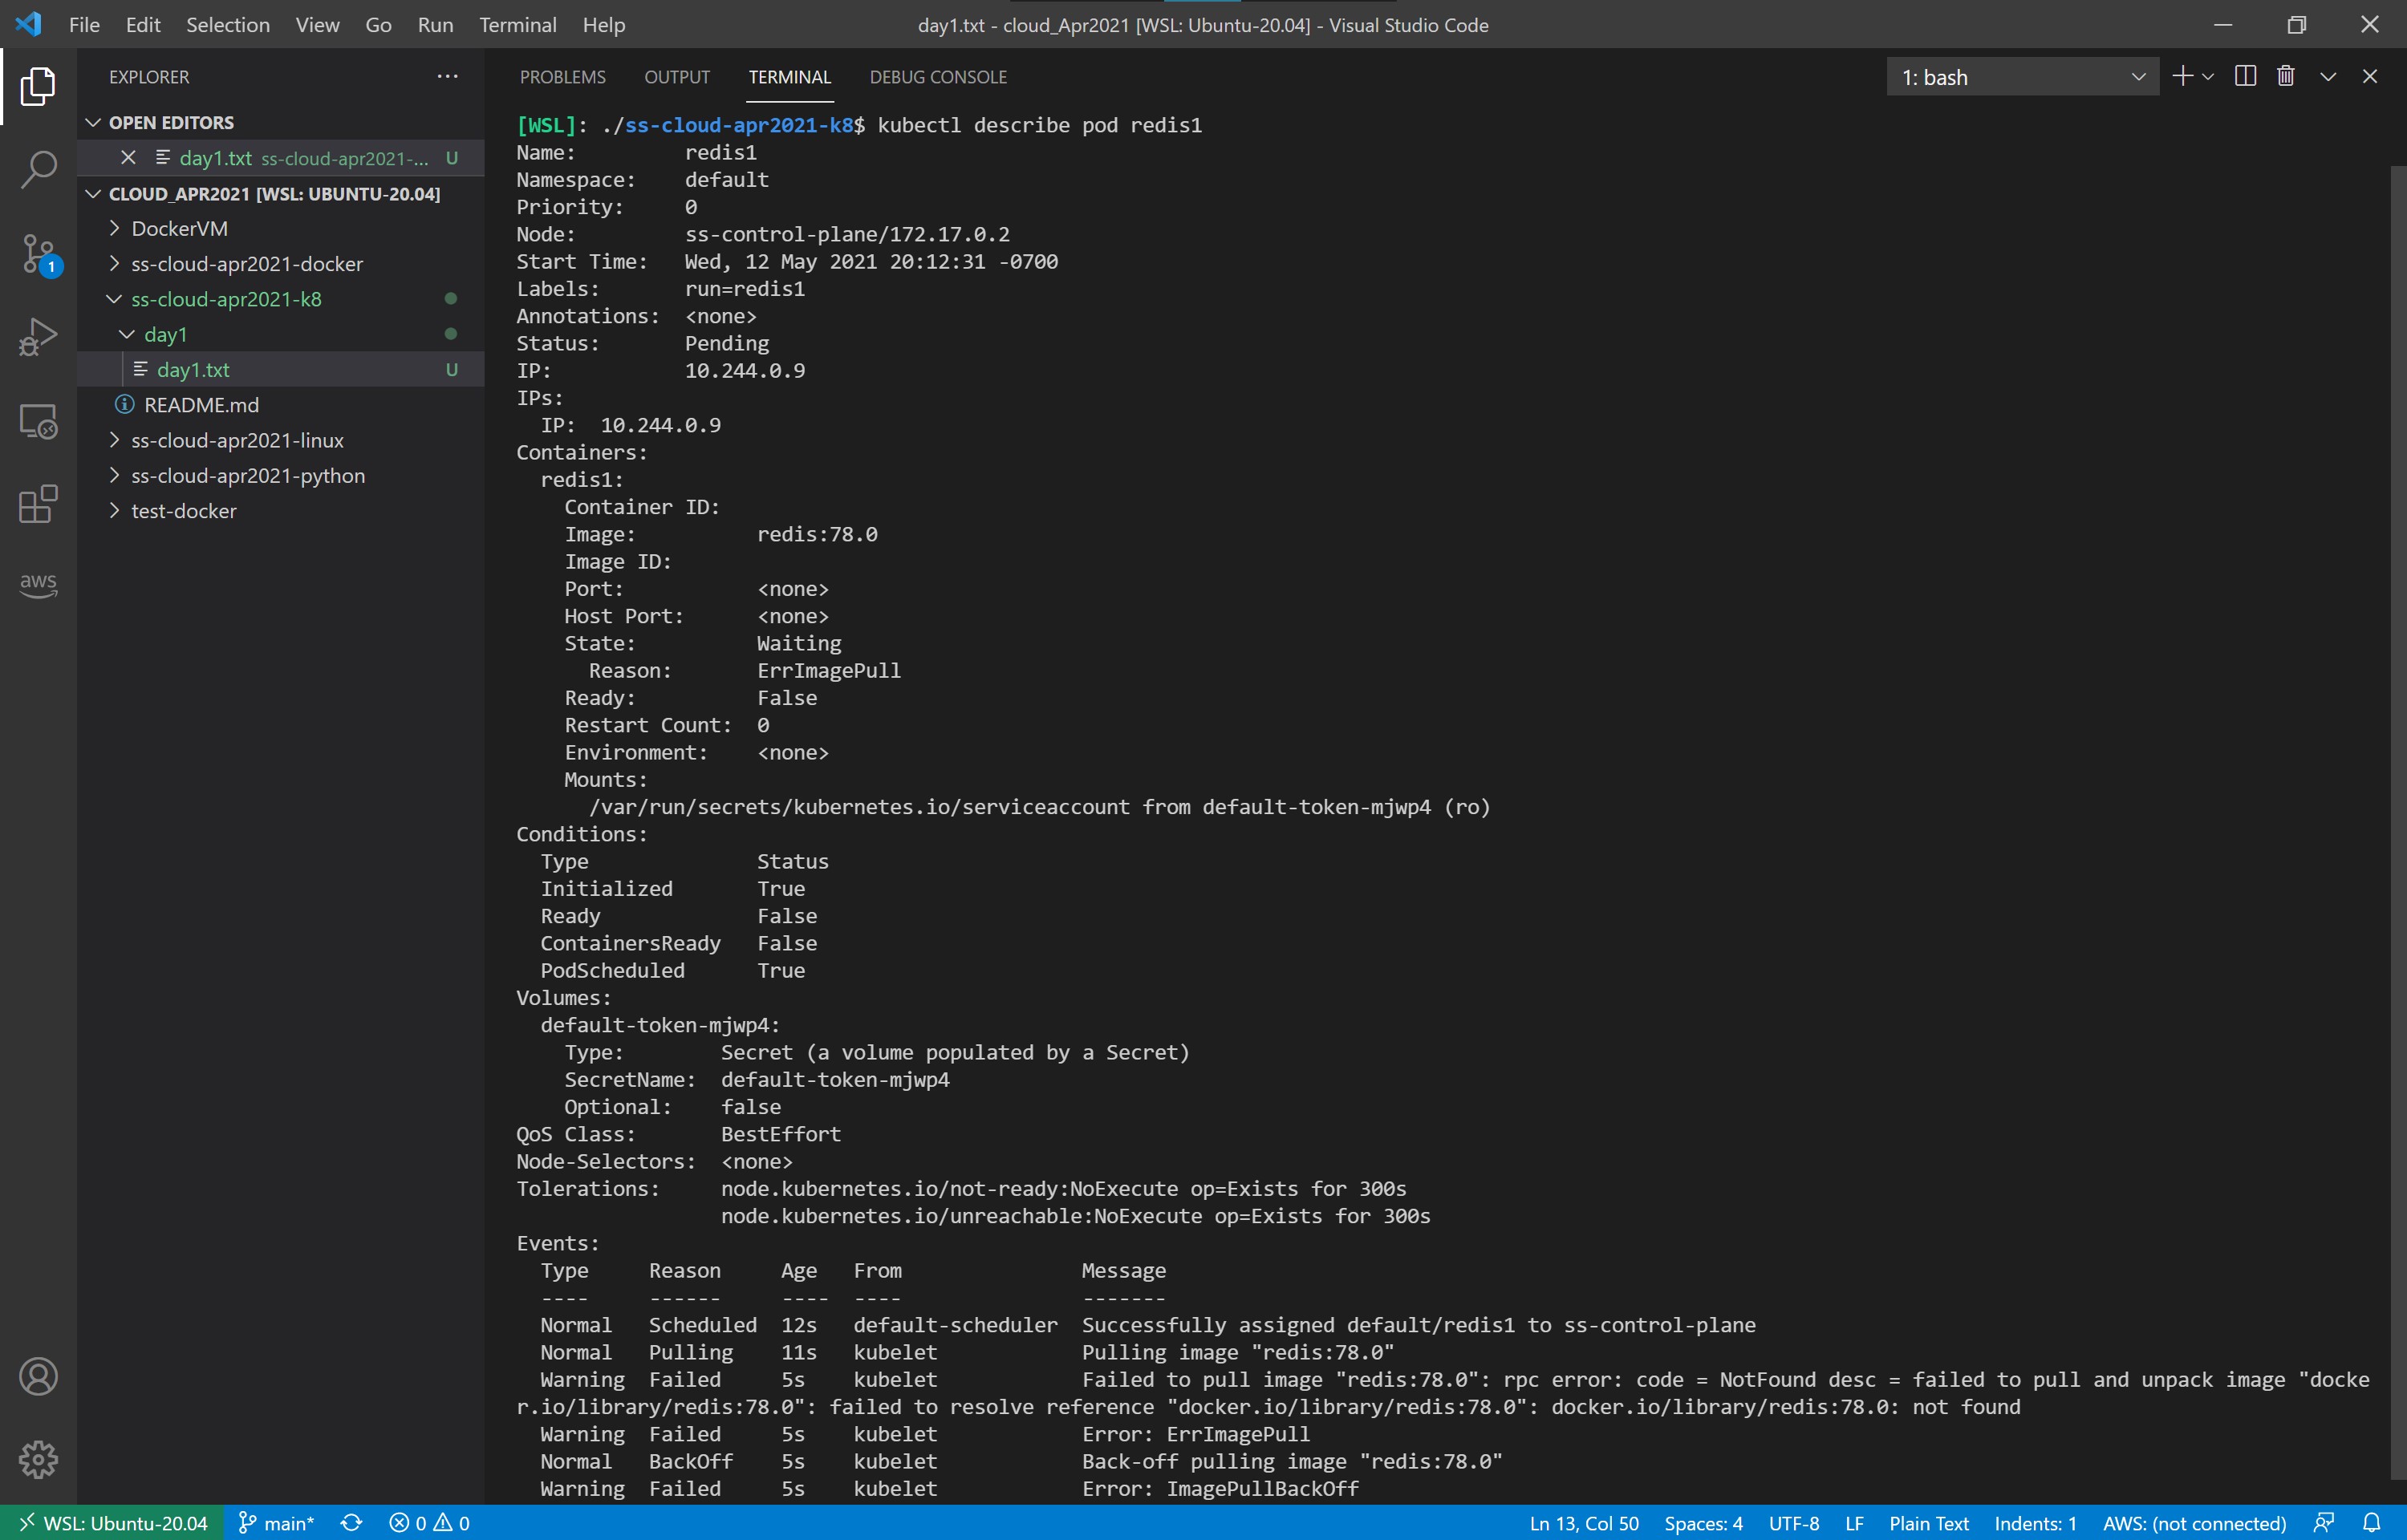 File Edit Selection View Go Run Terminal Help
day1.txt - cloud_Apr2021 [WSL: Ubuntu-20.04] - Visual Studio Code
EXPLORER
OPEN EDITORS
day1.txt ss-cloud-apr2021-... U
CLOUD_APR2021 [WSL: UBUNTU-20.04]
DockerVM
ss-cloud-apr2021-docker
ss-cloud-apr2021-k8
day1
day1.txt U
README.md
ss-cloud-apr2021-linux
ss-cloud-apr2021-python
test-docker
1
aws
PROBLEMS OUTPUT TERMINAL DEBUG CONSOLE
1: bash
[WSL]: ./ss-cloud-apr2021-k8$ kubectl describe pod redis1
Name: redis1
Namespace: default
Priority: 0
Node: ss-control-plane/172.17.0.2
Start Time: Wed, 12 May 2021 20:12:31 -0700
Labels: run=redis1
Annotations: <none>
Status: Pending
IP: 10.244.0.9
IPs:
IP: 10.244.0.9
Containers:
redis1:
Container ID:
Image: redis:78.0
Image ID:
Port: <none>
Host Port: <none>
State: Waiting
Reason: ErrImagePull
Ready: False
Restart Count: 0
Environment: <none>
Mounts:
/var/run/secrets/kubernetes.io/serviceaccount from default-token-mjwp4 (ro)
Conditions:
Type Status
Initialized True
Ready False
ContainersReady False
PodScheduled True
Volumes:
default-token-mjwp4:
Type: Secret (a volume populated by a Secret)
SecretName: default-token-mjwp4
Optional: false
QoS Class: BestEffort
Node-Selectors: <none>
Tolerations: node.kubernetes.io/not-ready:NoExecute op=Exists for 300s
node.kubernetes.io/unreachable:NoExecute op=Exists for 300s
Events:
Type Reason Age From Message
---- ------ ---- ---- -------
Normal Scheduled 12s default-scheduler Successfully assigned default/redis1 to ss-control-plane
Normal Pulling 11s kubelet Pulling image "redis:78.0"
Warning Failed 5s kubelet Failed to pull image "redis:78.0": rpc error: code = NotFound desc = failed to pull and unpack image "docke
r.io/library/redis:78.0": failed to resolve reference "docker.io/library/redis:78.0": docker.io/library/redis:78.0: not found
Warning Failed 5s kubelet Error: ErrImagePull
Normal BackOff 5s kubelet Back-off pulling image "redis:78.0"
Warning Failed 5s kubelet Error: ImagePullBackOff
WSL: Ubuntu-20.04 main* 0 0 Ln 13, Col 50 Spaces: 4 UTF-8 LF Plain Text Indents: 1 AWS: (not connected)